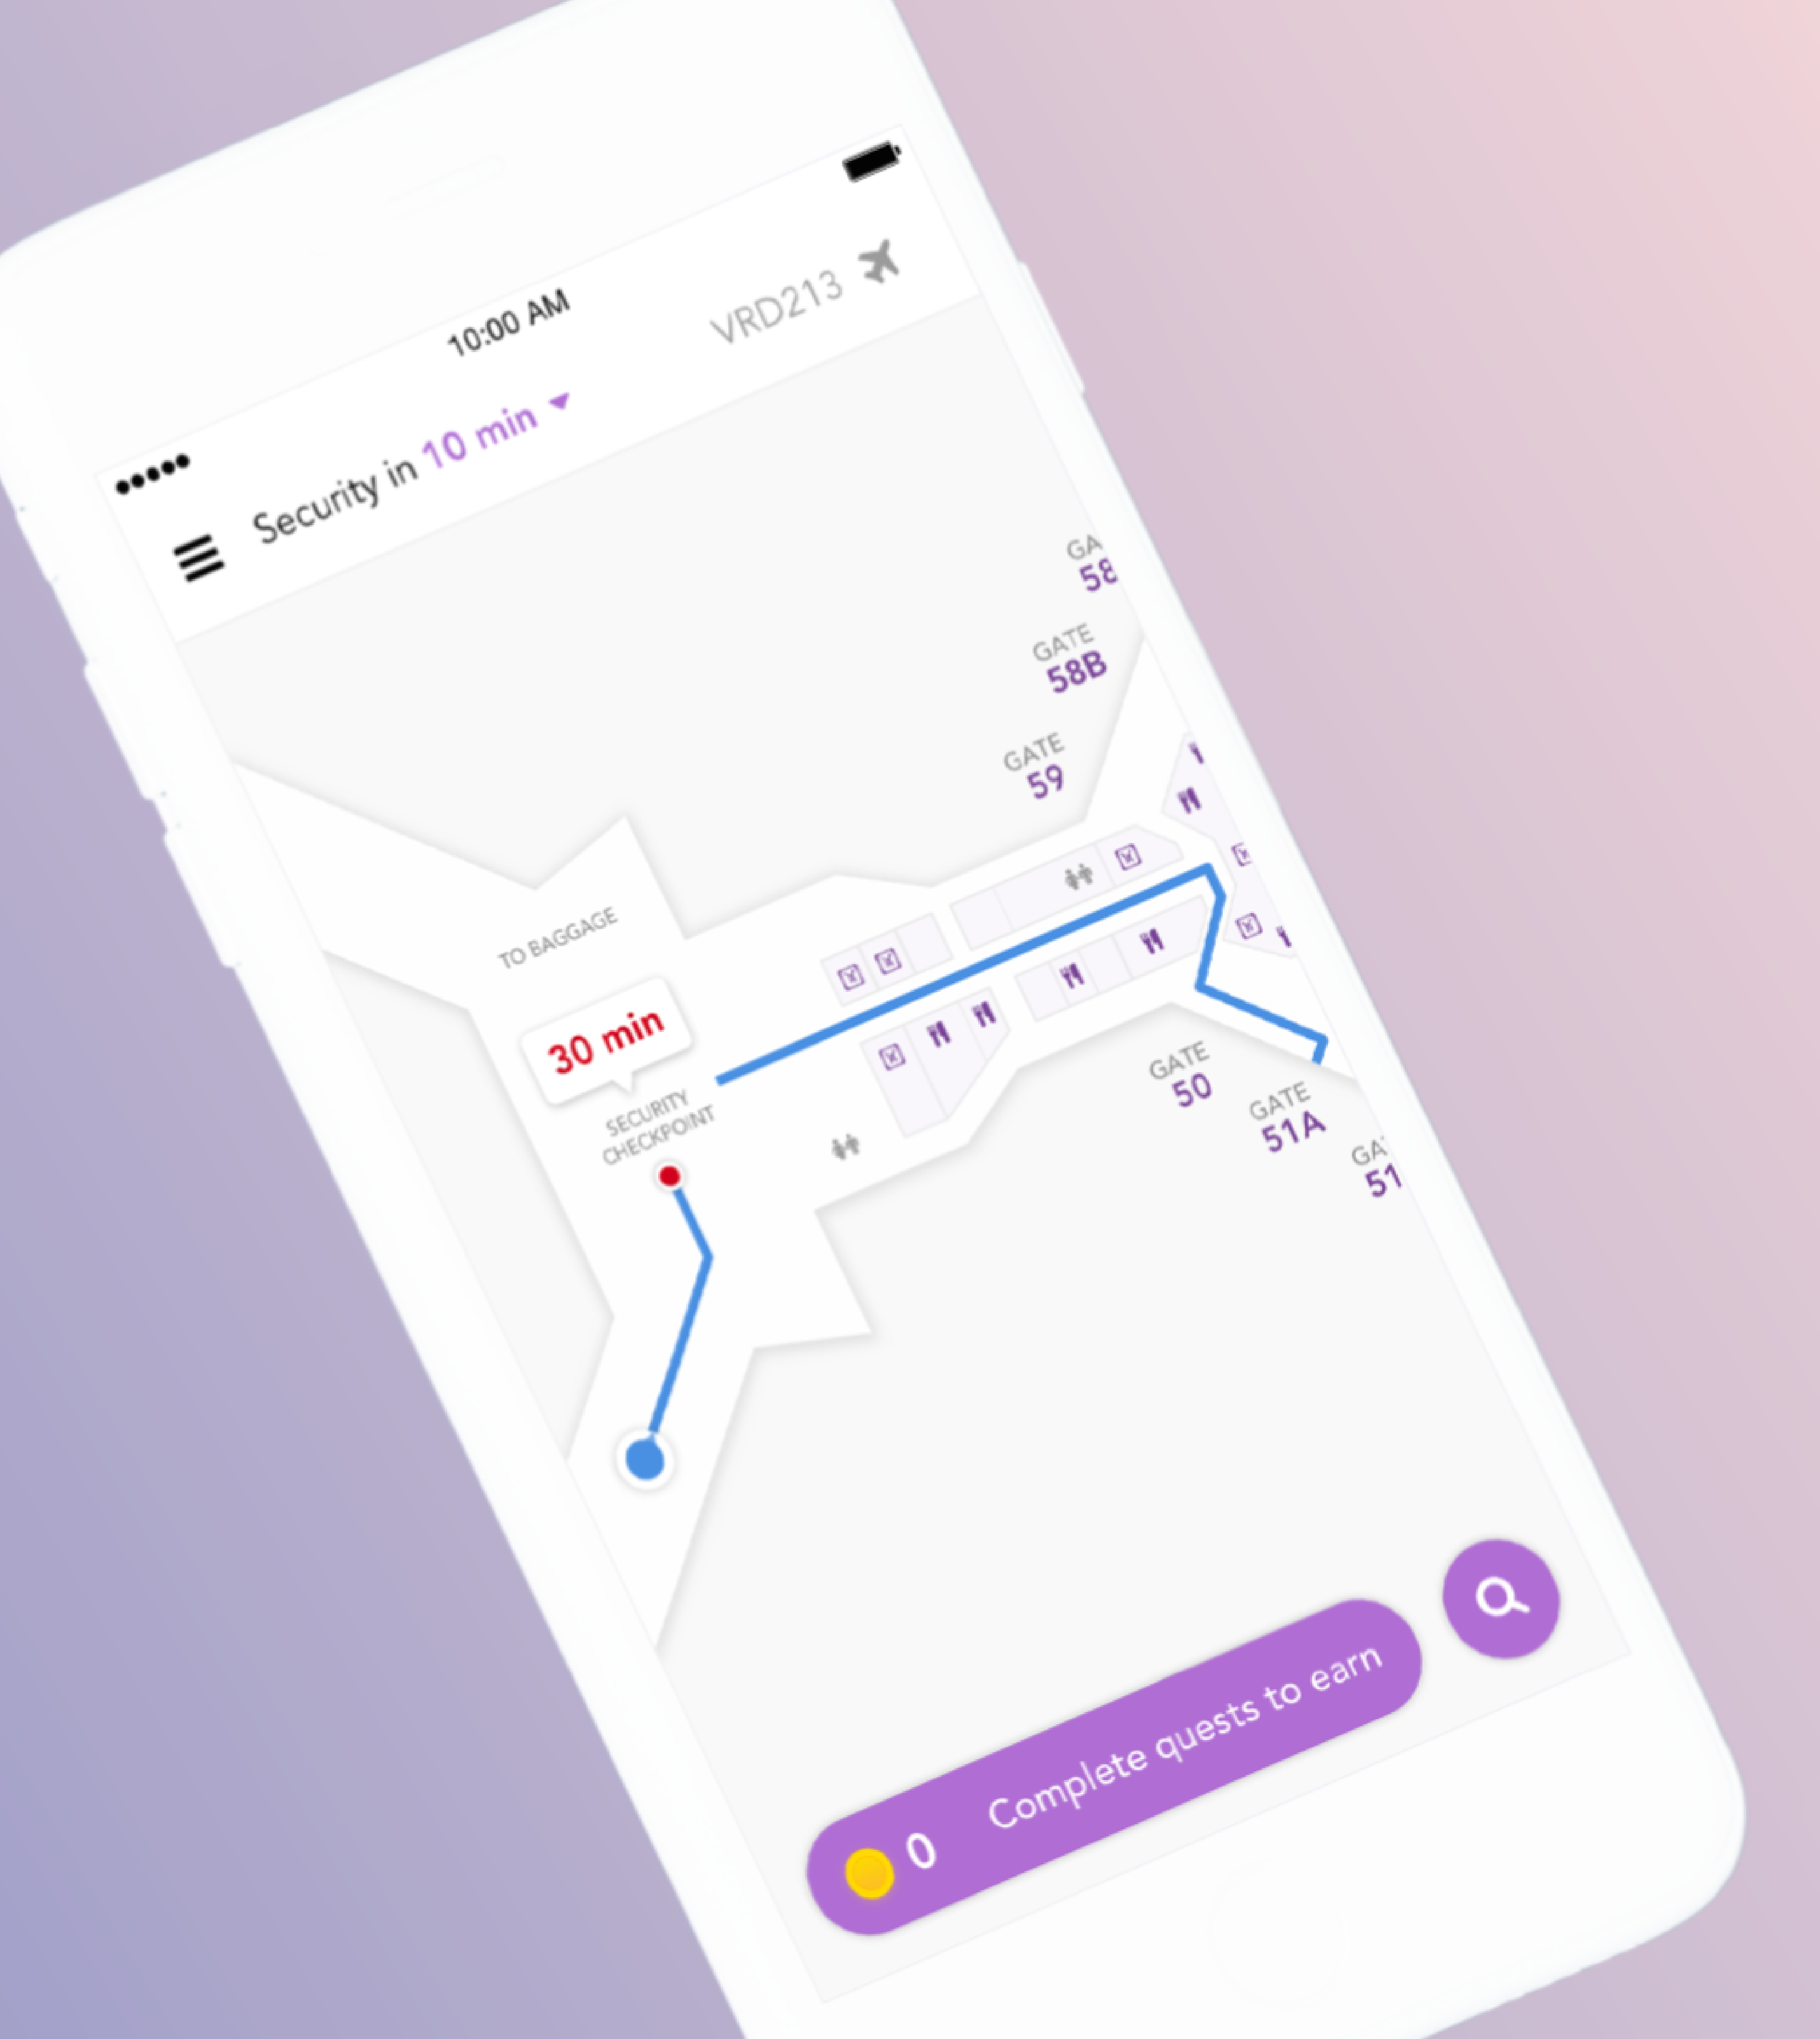 10:00 AM
Security in 10 min
VRD213
GA
58
GATE
58B
GATE
59
TO BAGGAGE
30 min
SECURITY
CHECKPOINT
GATE
50
GATE
51A
GA
51
0 Complete quests to earn